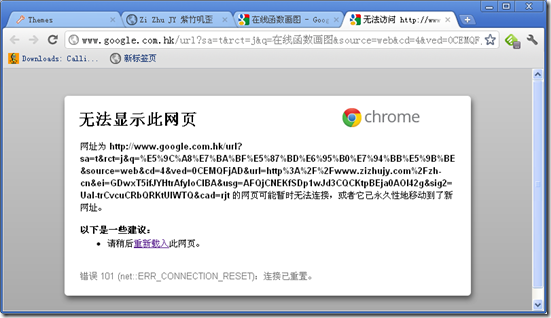 Themes
Zi Zhu JY 紫竹叽歪
在线函数画图 - Goog
无法访问 http://www
www.google.com.hk/url?sa=t&rct=j&q=在线函数画图&source=web&cd=4&ved=0CEMQF
Downloads: Calli...
新标签页
无法显示此网页
chrome
网址为 http://www.google.com.hk/url?
sa=t&rct=j&q=%E5%9C%A8%E7%BA%BF%E5%87%BD%E6%95%B0%E7%94%BB%E5%9B%BE
&source=web&cd=4&ved=0CEMQFjAD&url=http%3A%2F%2Fwww.zizhujy.com%2Fzh-
cn&ei=GDwxT5ifJYHtrAfyloCIBA&usg=AFQjCNEKfSDp1wJd3CQCKtpBEja0AOl42g&sig2=
Ual-trCvcuCRbQRKtUIWTQ&cad=rjt 的网页可能暂时无法连接，或者它已永久性地移动到了新
网址。
以下是一些建议：
请稍后重新载入此网页。
错误 101 (net::ERR_CONNECTION_RESET)：连接已重置。